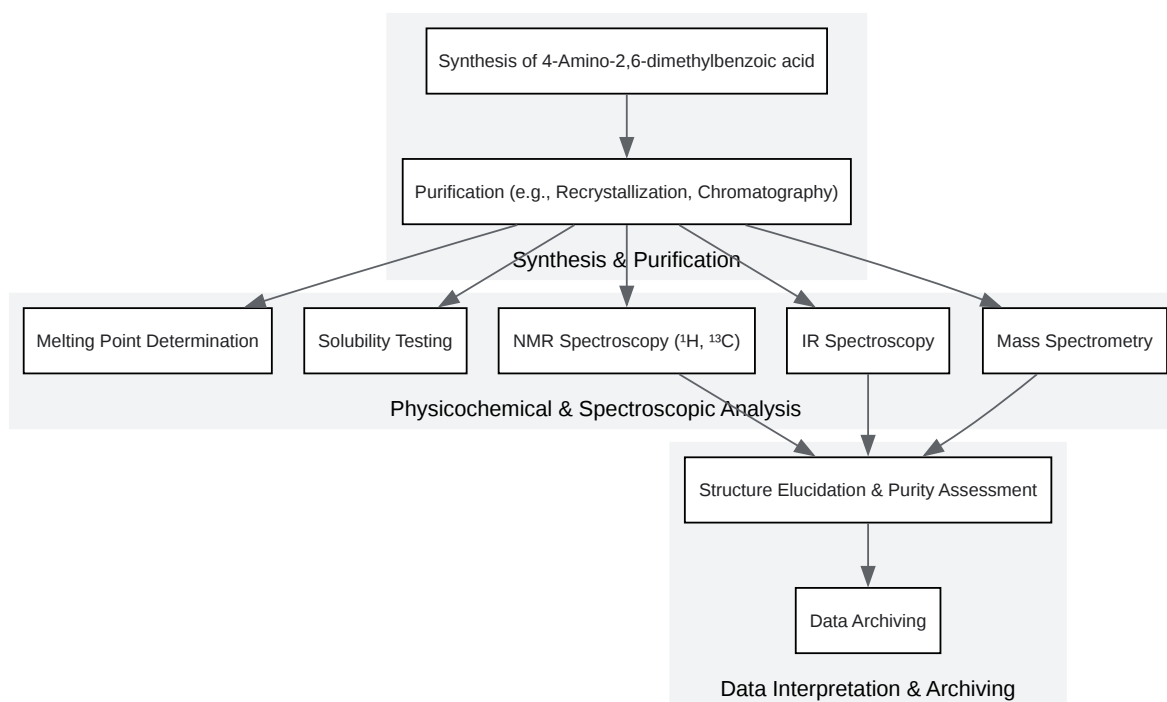 Synthesis of 4-Amino-2,6-dimethylbenzoic acid
Purification (e.g., Recrystallization, Chromatography)
Synthesis & Purification
Melting Point Determination
Solubility Testing
NMR Spectroscopy (¹H, ¹³C)
IR Spectroscopy
Mass Spectrometry
Physicochemical & Spectroscopic Analysis
Structure Elucidation & Purity Assessment
Data Archiving
Data Interpretation & Archiving